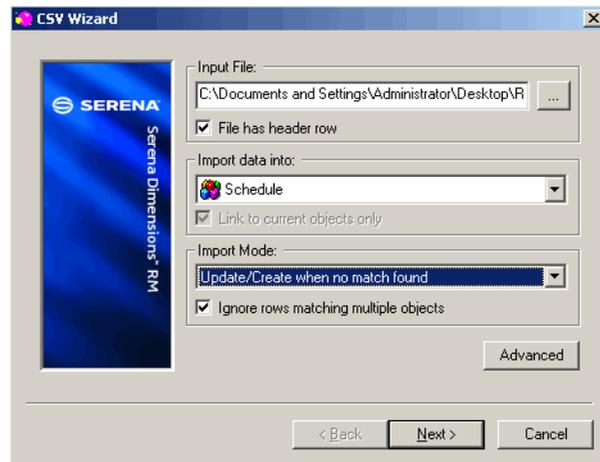 CSV Wizard
SERENA
Serena Dimensions® RM
Input File:
C:\Documents and Settings\Administrator\Desktop\R
...
File has header row
Import data into:
Schedule
Link to current objects only
Import Mode:
Update/Create when no match found
Ignore rows matching multiple objects
Advanced
< Back
Next >
Cancel